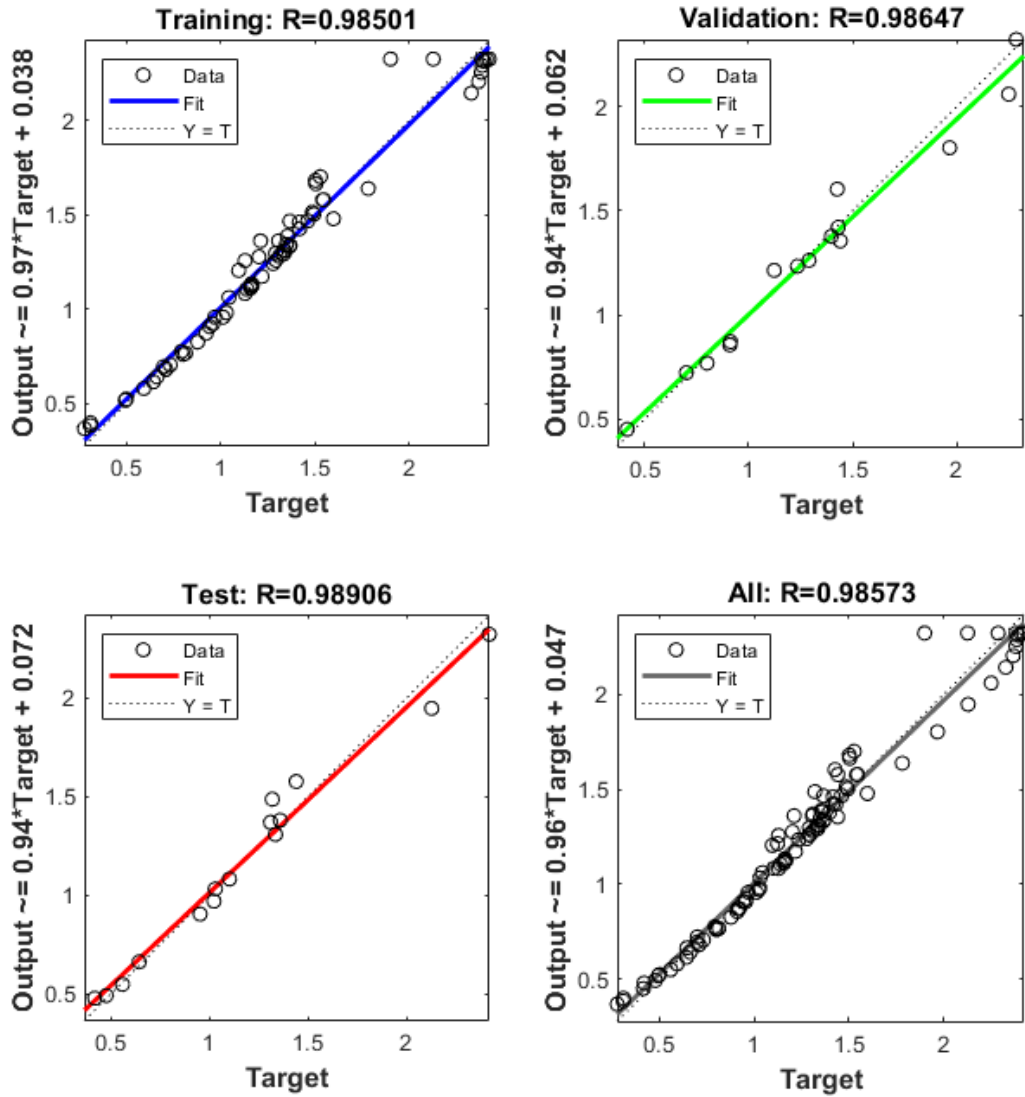 Training: R=0.98501
Output ~= 0.97*Target + 0.038
Data
Fit
Y = T
2
1.5
1
0.5
0.5
1
1.5
2
Target
Validation: R=0.98647
Output ~= 0.94*Target + 0.062
Data
Fit
Y = T
2
1.5
1
0.5
0.5
1
1.5
2
Target
Test: R=0.98906
Output ~= 0.94*Target + 0.072
Data
Fit
Y = T
2
1.5
1
0.5
0.5
1
1.5
2
Target
All: R=0.98573
Output ~= 0.96*Target + 0.047
Data
Fit
Y = T
2
1.5
1
0.5
0.5
1
1.5
2
Target